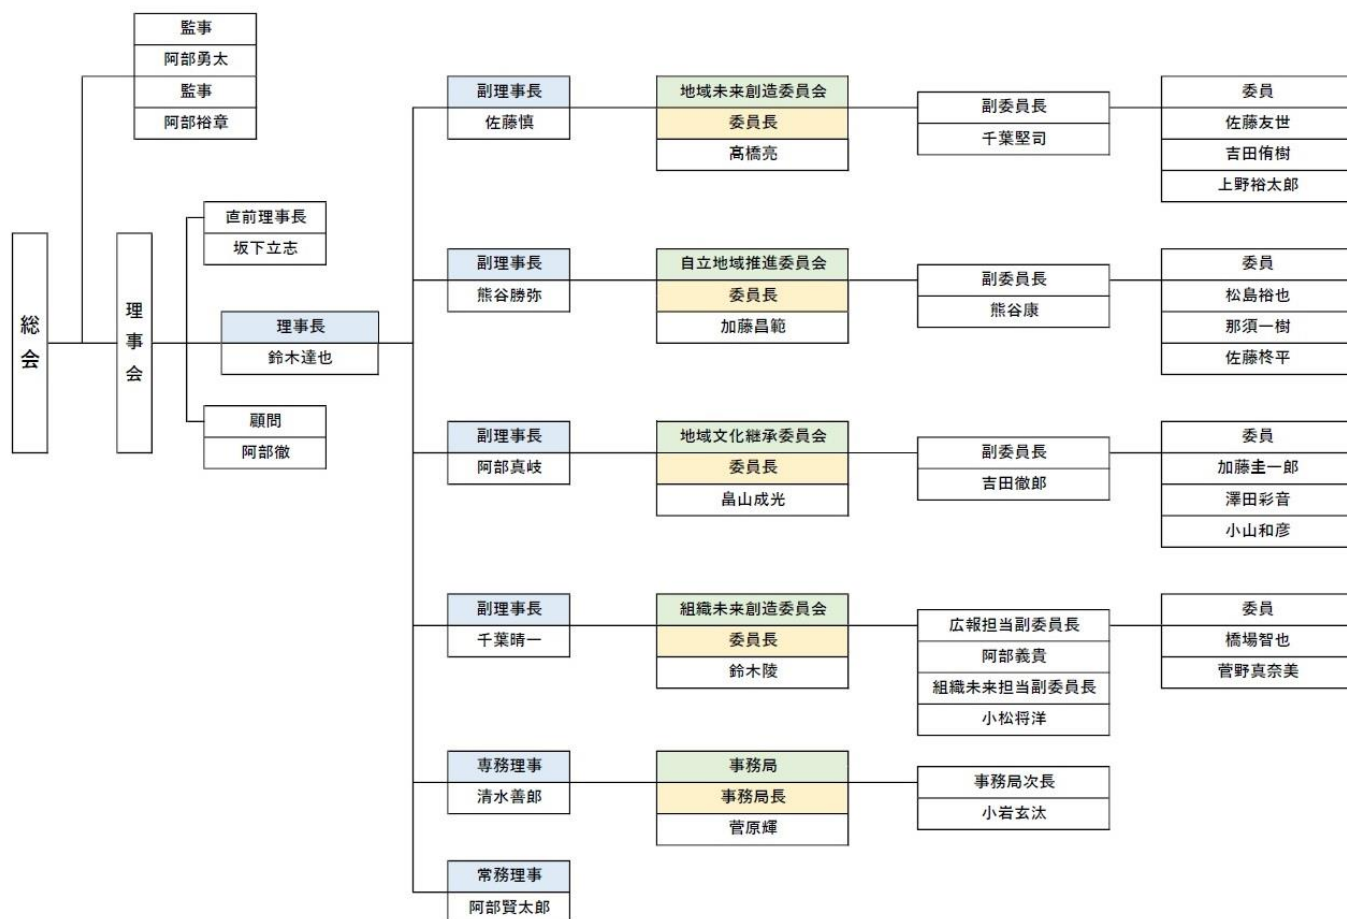 総会
監事
阿部勇太
監事
阿部裕章
理事会
直前理事長
坂下立志
理事長
鈴木達也
顧問
阿部徹
副理事長
佐藤慎
地域未来創造委員会
委員長
髙橋亮
副委員長
千葉堅司
委員
佐藤友世
吉田侑樹
上野裕太郎
副理事長
熊谷勝弥
自立地域推進委員会
委員長
加藤昌範
副委員長
熊谷康
委員
松島裕也
那須一樹
佐藤柊平
副理事長
阿部真岐
地域文化継承委員会
委員長
畠山成光
副委員長
吉田徹郎
委員
加藤圭一郎
澤田彩音
小山和彦
副理事長
千葉晴一
組織未来創造委員会
委員長
鈴木陵
広報担当副委員長
阿部義貴
組織未来担当副委員長
小松将洋
委員
橋場智也
菅野真奈美
専務理事
清水善郎
事務局
事務局長
菅原輝
事務局次長
小岩玄汰
常務理事
阿部賢太郎